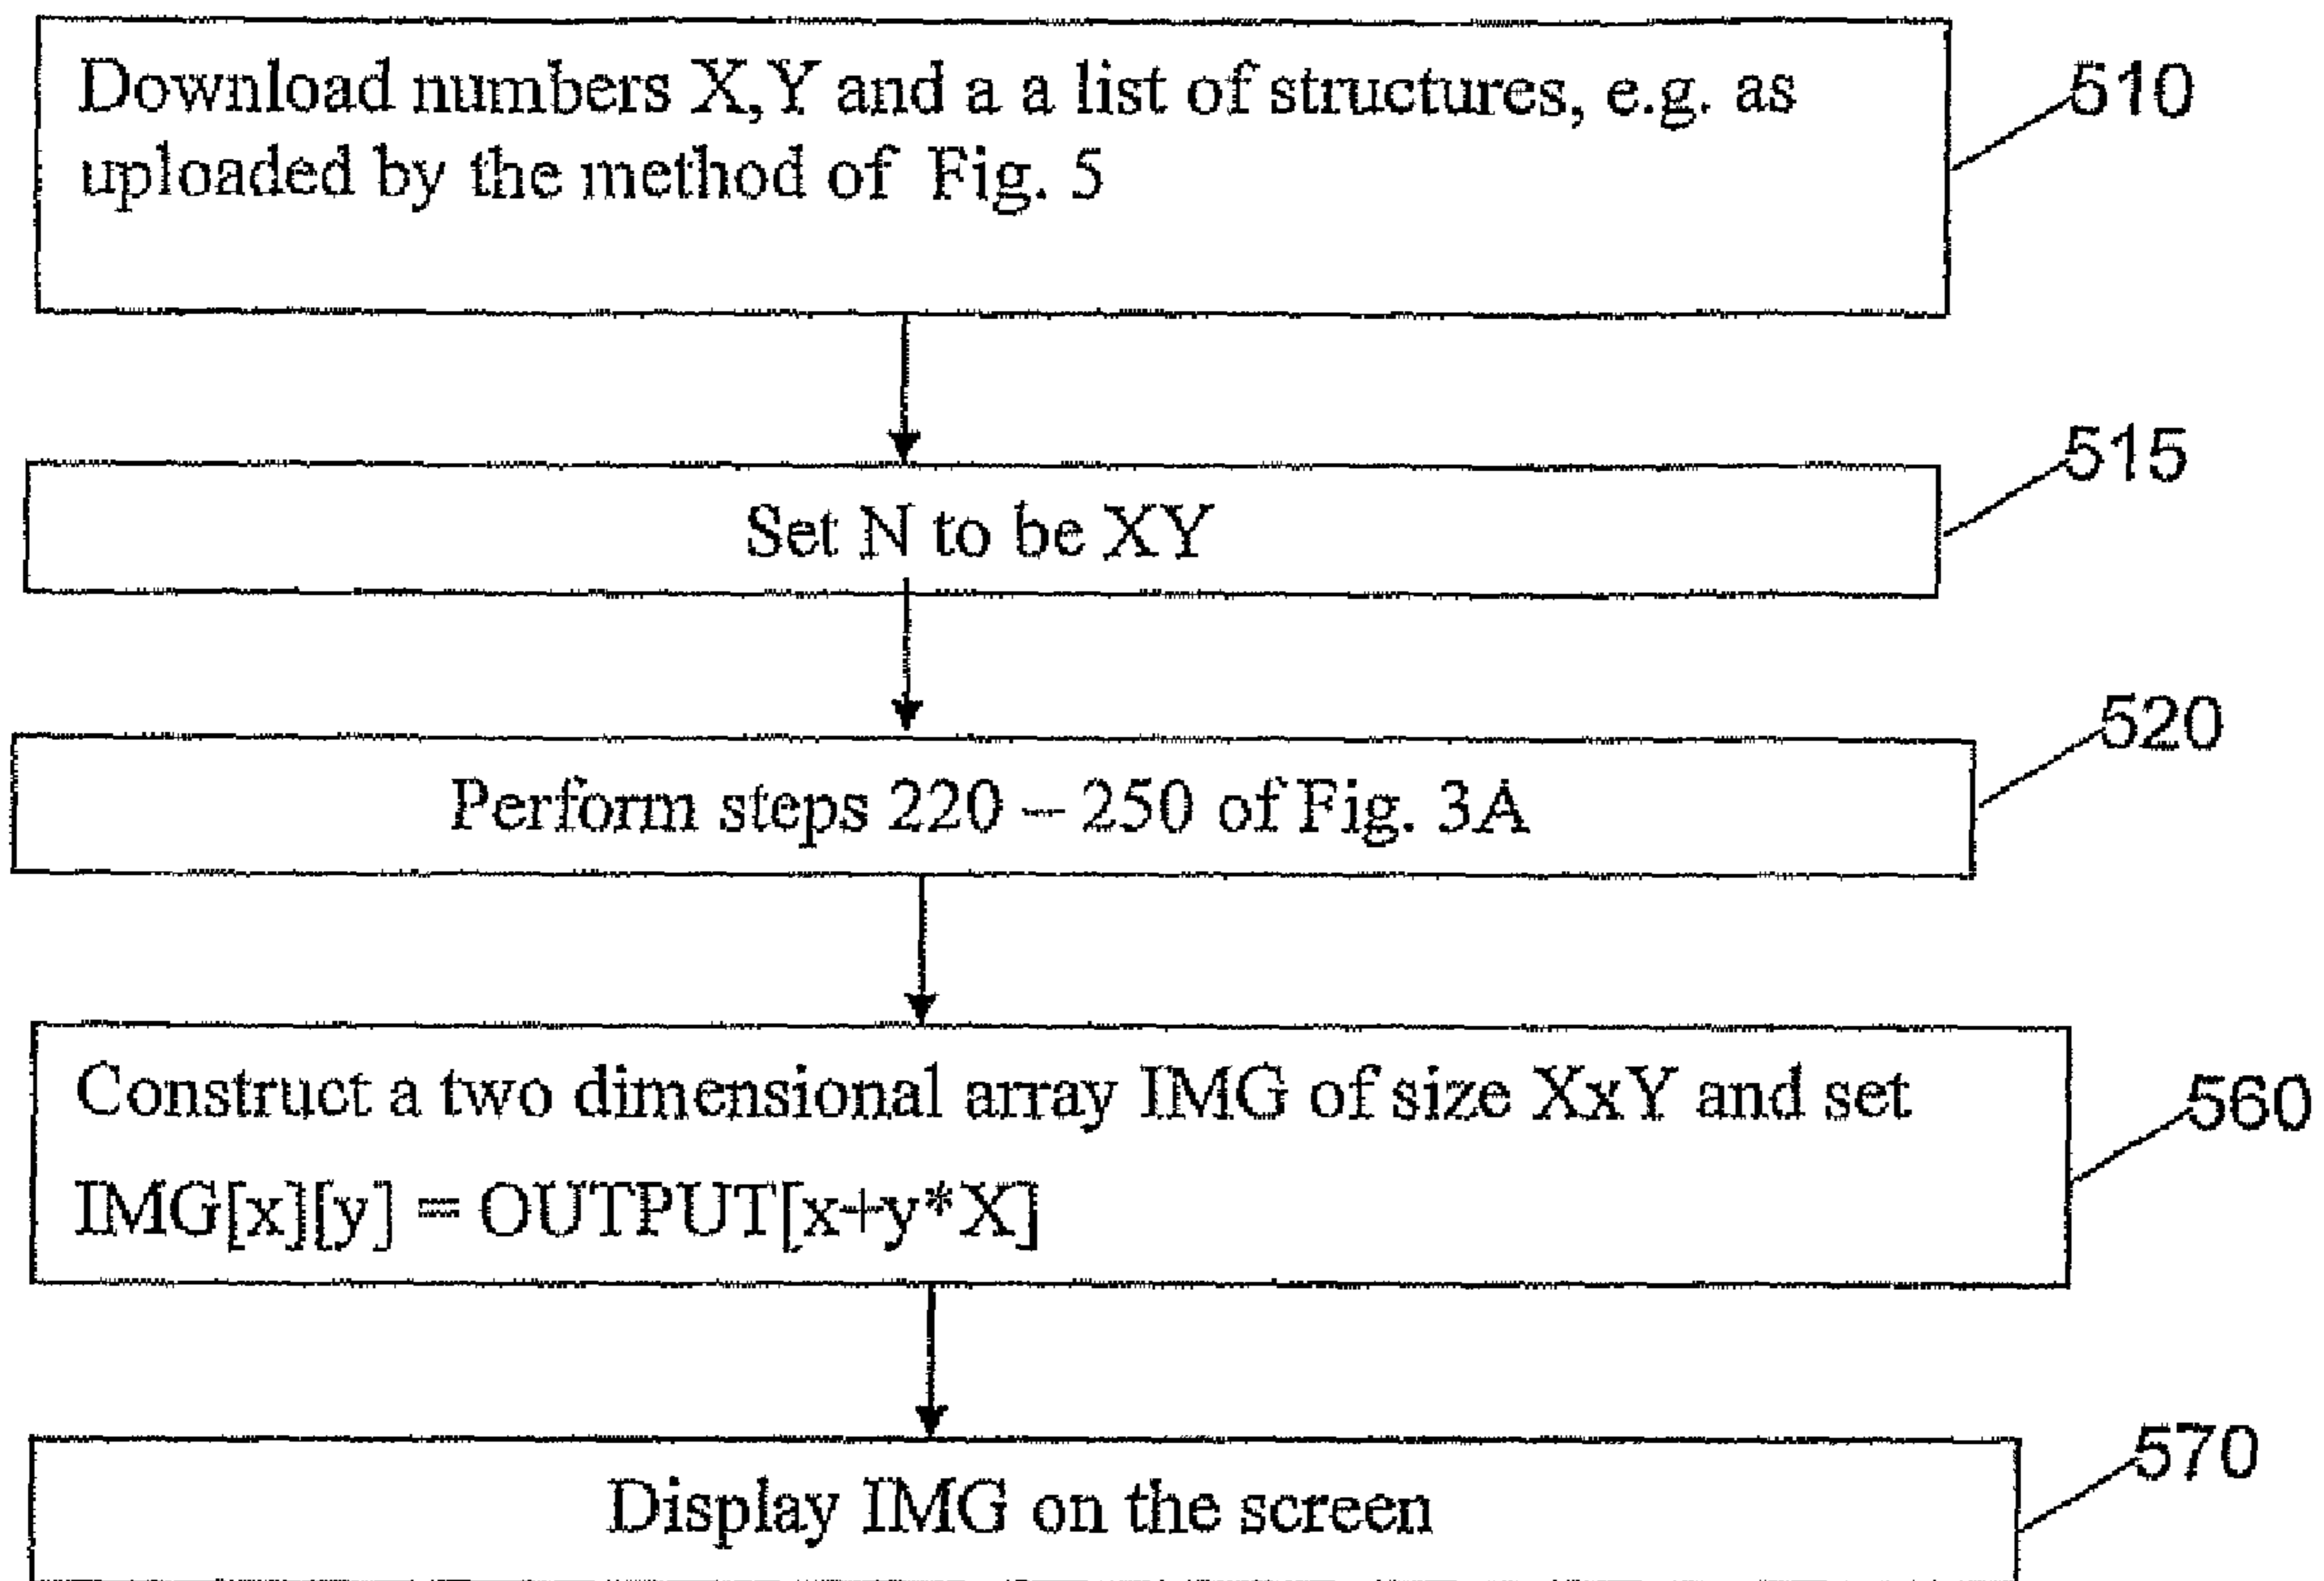 Download numbers X,Y and a a list of structures, e.g. as
uploaded by the method of Fig. 5
510
515
Set N to be XY
520
Perform steps 220 – 250 of Fig. 3A
Construct a two dimensional array IMG of size XxY and set
IMG[x][y] = OUTPUT[x+y*X]
560
570
Display IMG on the screen